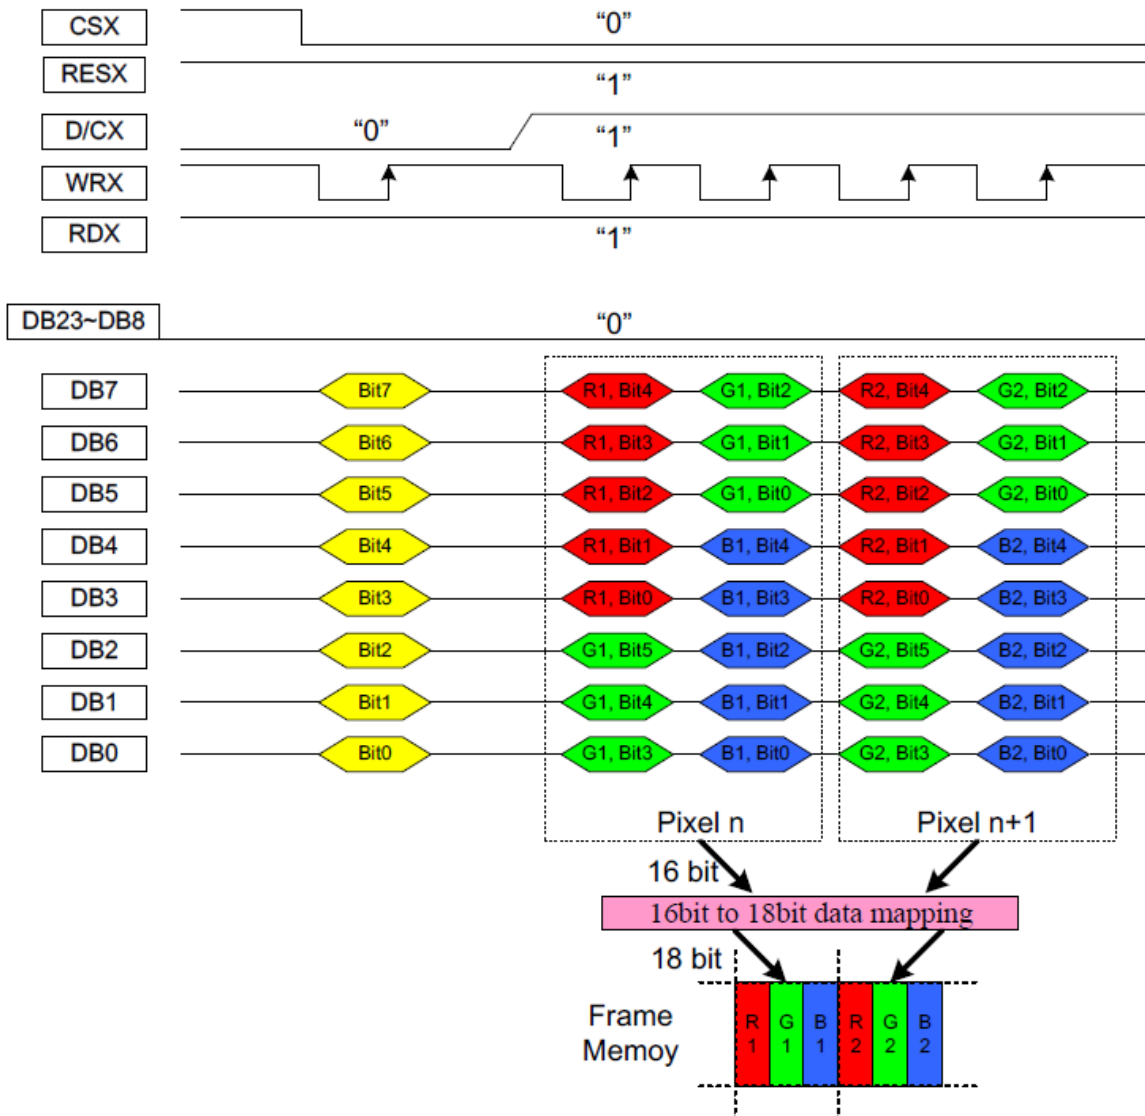 CSX “0”
RESX “1”
D/CX “0” “1”
WRX
RDX “1”
DB23~DB8 “0”
DB7 Bit7 R1, Bit4 G1, Bit2 R2, Bit4 G2, Bit2
DB6 Bit6 R1, Bit3 G1, Bit1 R2, Bit3 G2, Bit1
DB5 Bit5 R1, Bit2 G1, Bit0 R2, Bit2 G2, Bit0
DB4 Bit4 R1, Bit1 B1, Bit4 R2, Bit1 B2, Bit4
DB3 Bit3 R1, Bit0 B1, Bit3 R2, Bit0 B2, Bit3
DB2 Bit2 G1, Bit5 B1, Bit2 G2, Bit5 B2, Bit2
DB1 Bit1 G1, Bit4 B1, Bit1 G2, Bit4 B2, Bit1
DB0 Bit0 G1, Bit3 B1, Bit0 G2, Bit3 B2, Bit0
Pixel n Pixel n+1
16 bit
16bit to 18bit data mapping
18 bit
Frame
Memoy
R G B R G B
1 1 1 2 2 2